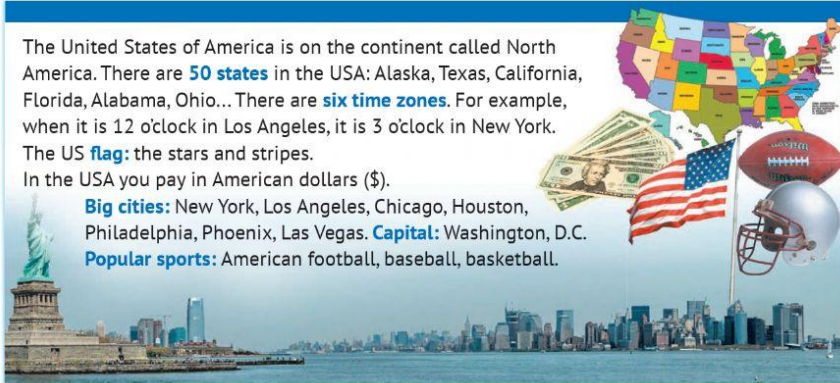 The United States of America is on the continent called North
America. There are 50 states in the USA: Alaska, Texas, California,
Florida, Alabama, Ohio... There are six time zones. For example,
when it is 12 o'clock in Los Angeles, it is 3 o'clock in New York.
The US flag: the stars and stripes.
In the USA you pay in American dollars ($).
Big cities: New York, Los Angeles, Chicago, Houston,
Philadelphia, Phoenix, Las Vegas. Capital: Washington, D.C.
Popular sports: American football, baseball, basketball.
Wilson